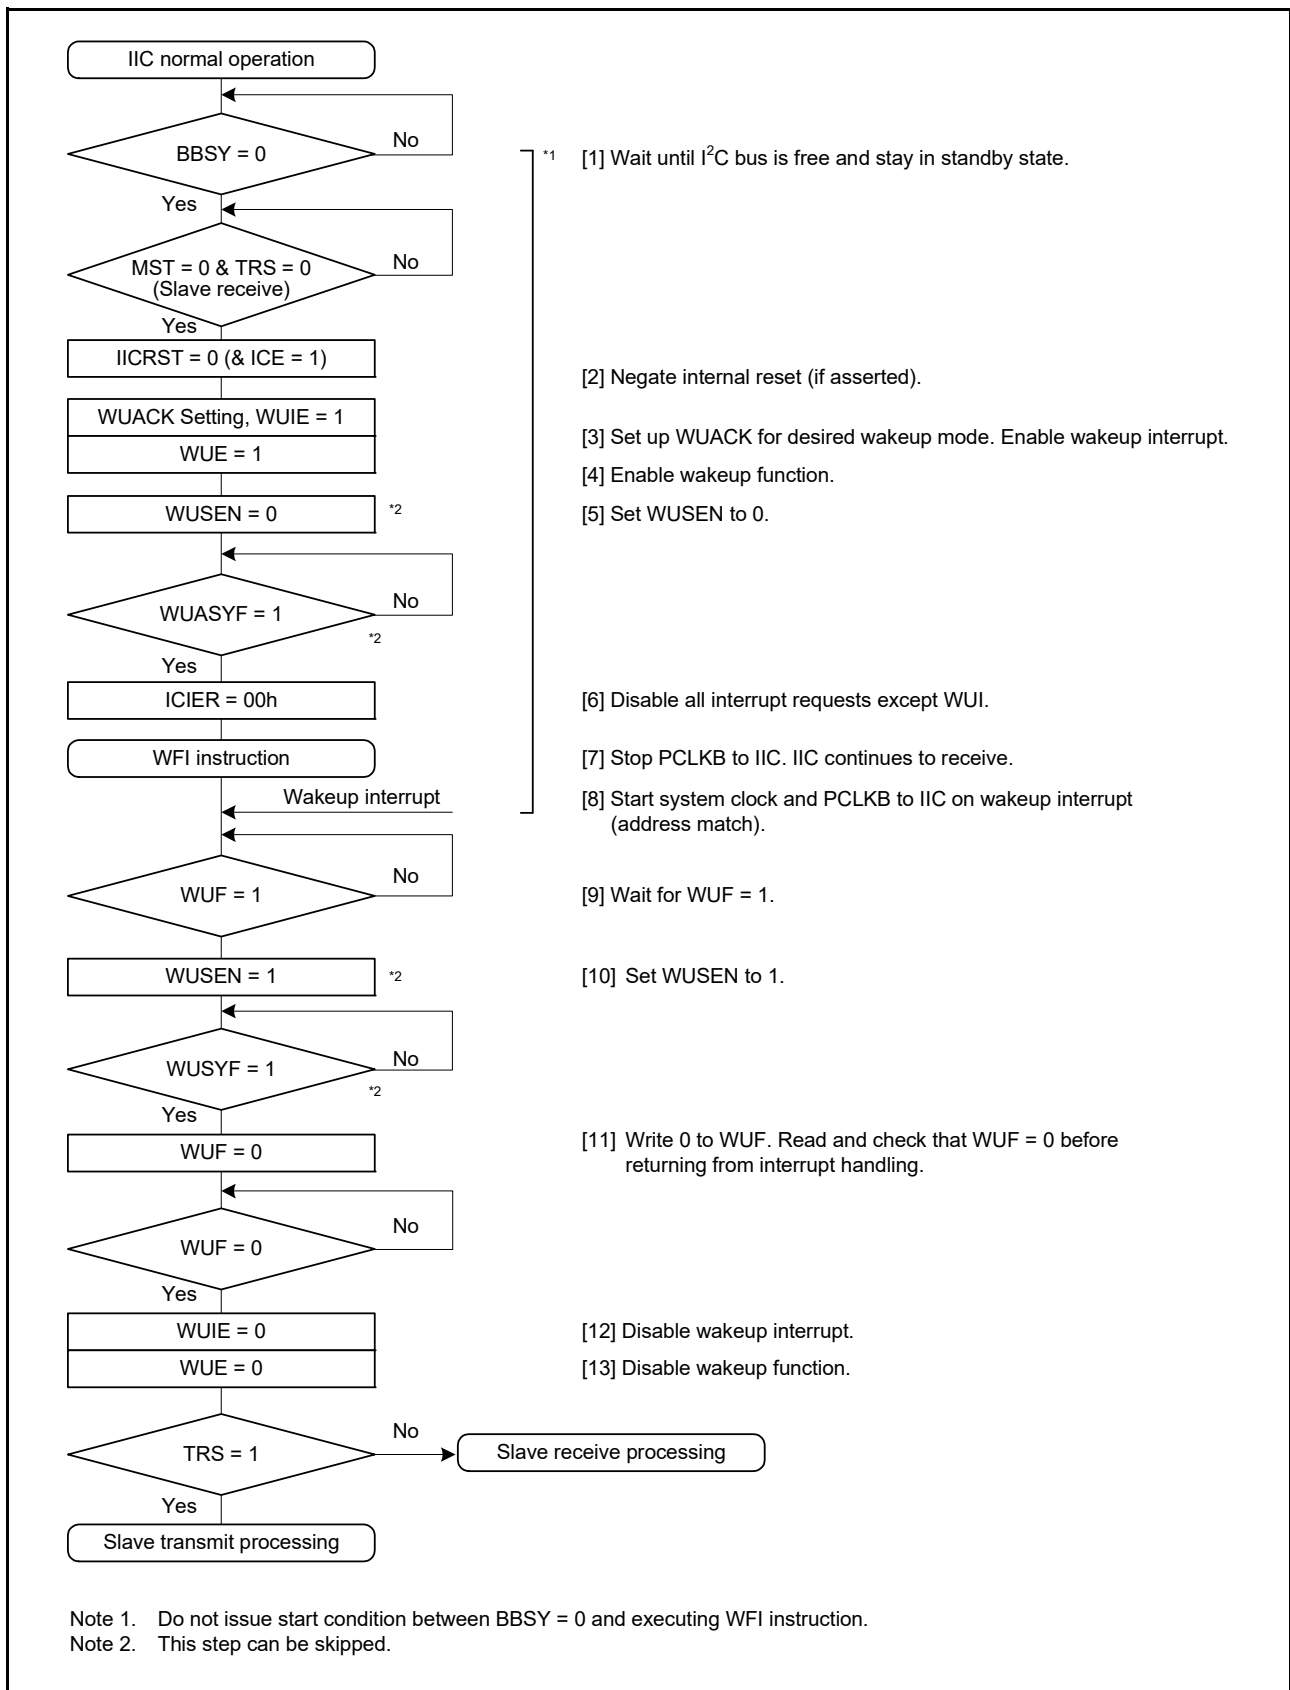 IIC normal operation
No
BBSY = 0
*1 [1] Wait until I²C bus is free and stay in standby state.
Yes
MST = 0 & TRS = 0
(Slave receive)
No
Yes
IICRST = 0 (& ICE = 1)
[2] Negate internal reset (if asserted).
WUACK Setting, WUIE = 1
[3] Set up WUACK for desired wakeup mode. Enable wakeup interrupt.
WUE = 1
[4] Enable wakeup function.
WUSEN = 0 *2
[5] Set WUSEN to 0.
No
WUASYF = 1
*2
Yes
ICIER = 00h
[6] Disable all interrupt requests except WUI.
WFI instruction
[7] Stop PCLKB to IIC. IIC continues to receive.
Wakeup interrupt
[8] Start system clock and PCLKB to IIC on wakeup interrupt
(address match).
No
WUF = 1
[9] Wait for WUF = 1.
WUSEN = 1 *2
[10] Set WUSEN to 1.
No
WUSYF = 1
*2
Yes
WUF = 0
[11] Write 0 to WUF. Read and check that WUF = 0 before
returning from interrupt handling.
No
WUF = 0
Yes
WUIE = 0
[12] Disable wakeup interrupt.
WUE = 0
[13] Disable wakeup function.
No
TRS = 1
Slave receive processing
Yes
Slave transmit processing
Note 1. Do not issue start condition between BBSY = 0 and executing WFI instruction.
Note 2. This step can be skipped.